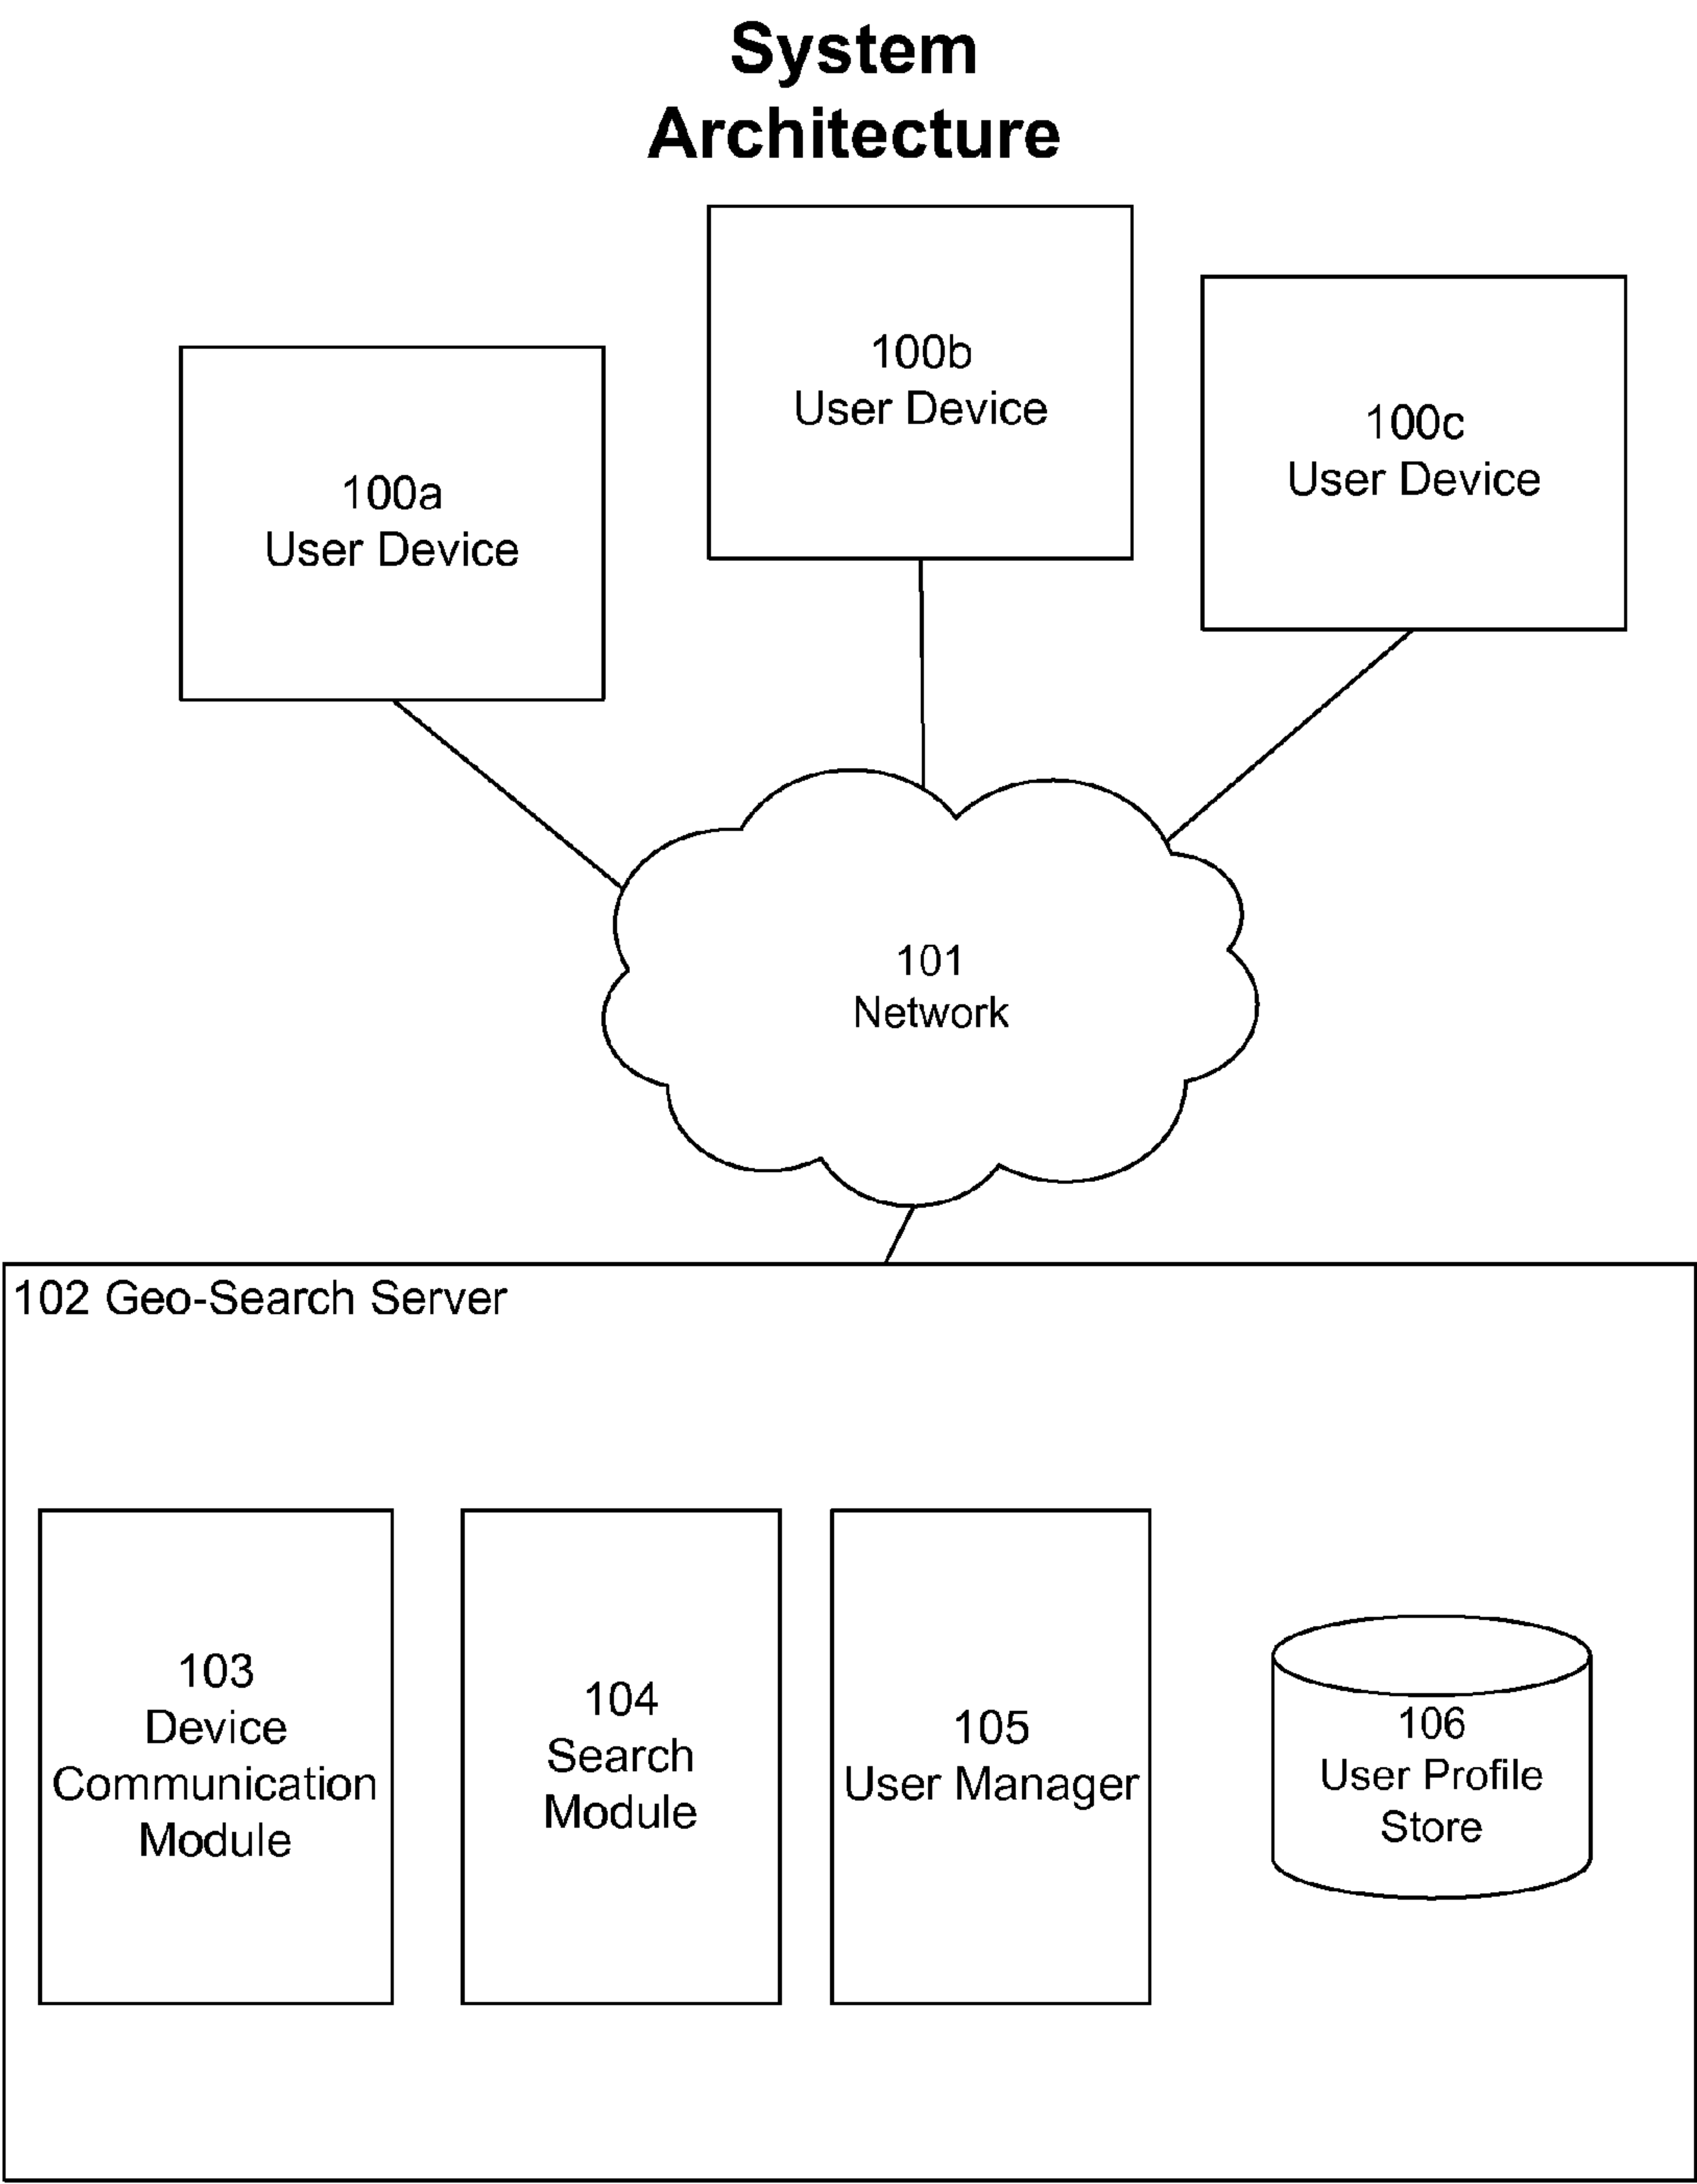 System
Architecture
100b
User Device
100c
User Device
100a
User Device
101
Network
102 Geo-Search Server
103
Device
Communication
Module
104
Search
Module
105
User Manager
106
User Profile
Store